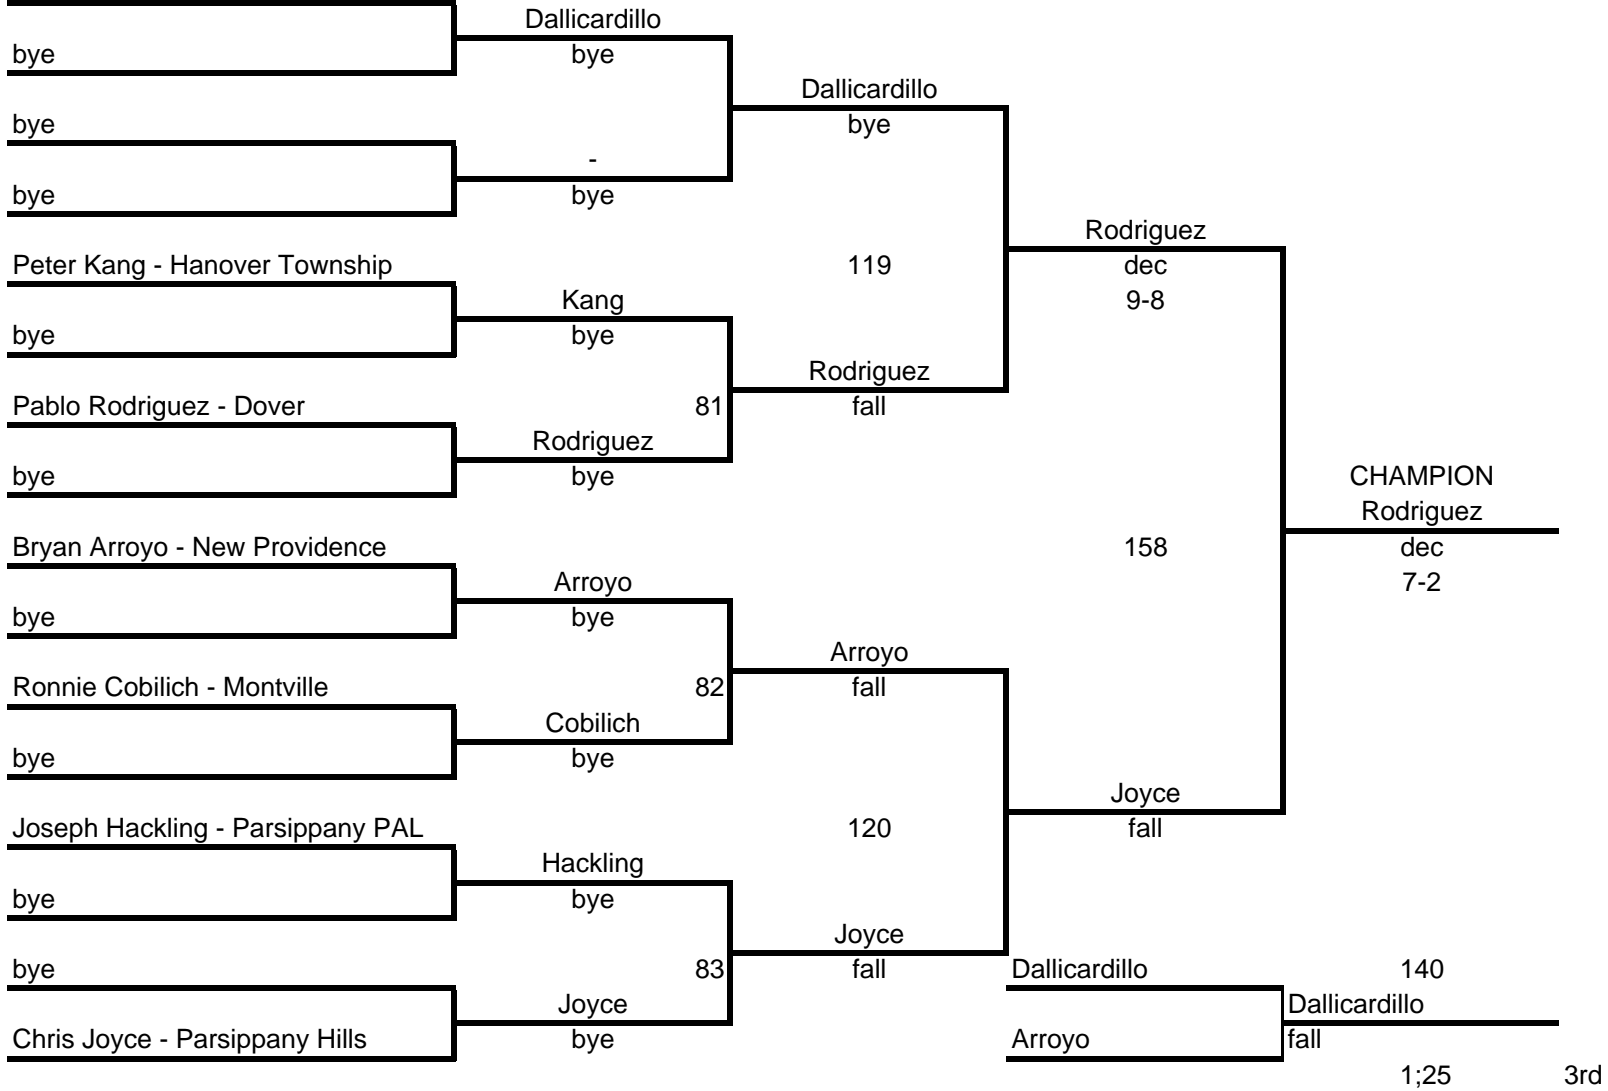 Dallicardillo
bye
bye
Dallicardillo
bye
bye
-
bye
bye
Rodriguez
Peter Kang - Hanover Township
119
dec
Kang
9-8
bye
bye
Rodriguez
Pablo Rodriguez - Dover
81
fall
Rodriguez
bye
bye
CHAMPION
Rodriguez
Bryan Arroyo - New Providence
158
dec
Arroyo
7-2
bye
bye
Arroyo
Ronnie Cobilich - Montville
82
fall
Cobilich
bye
bye
Joyce
Joseph Hackling - Parsippany PAL
120
fall
Hackling
bye
bye
Joyce
bye
83
fall
Dallicardillo
140
Joyce
Dallicardillo
Chris Joyce - Parsippany Hills
bye
Arroyo
fall
1;25
3rd